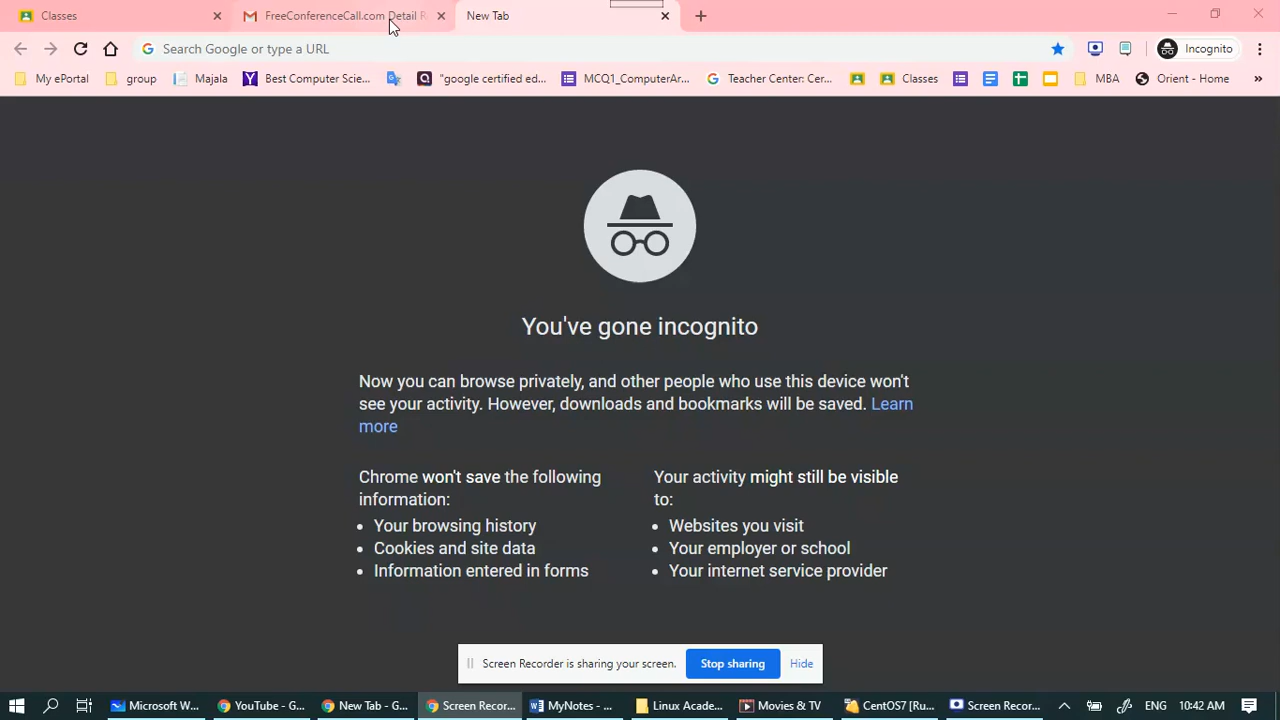 Classes
FreeConferenceCall.com Detail R
New Tab
Search Google or type a URL
Incognito
My ePortal
group
Majala
Best Computer Scie...
"google certified ed...
MCQ1_ComputerAr...
Teacher Center: Cer...
Classes
MBA
Orient - Home
»
You've gone incognito
Now you can browse privately, and other people who use this device won't
see your activity. However, downloads and bookmarks will be saved. Learn
more
Chrome won't save the following
information:
• Your browsing history
• Cookies and site data
• Information entered in forms
Your activity might still be visible
to:
• Websites you visit
• Your employer or school
• Your internet service provider
Screen Recorder is sharing your screen.
Stop sharing
Hide
Microsoft W...
YouTube - G...
New Tab - G...
Screen Reco...
MyNotes - ...
Linux Acade...
Movies & TV
CentOS7 [Ru...
Screen Recor...
ENG
10:42 AM